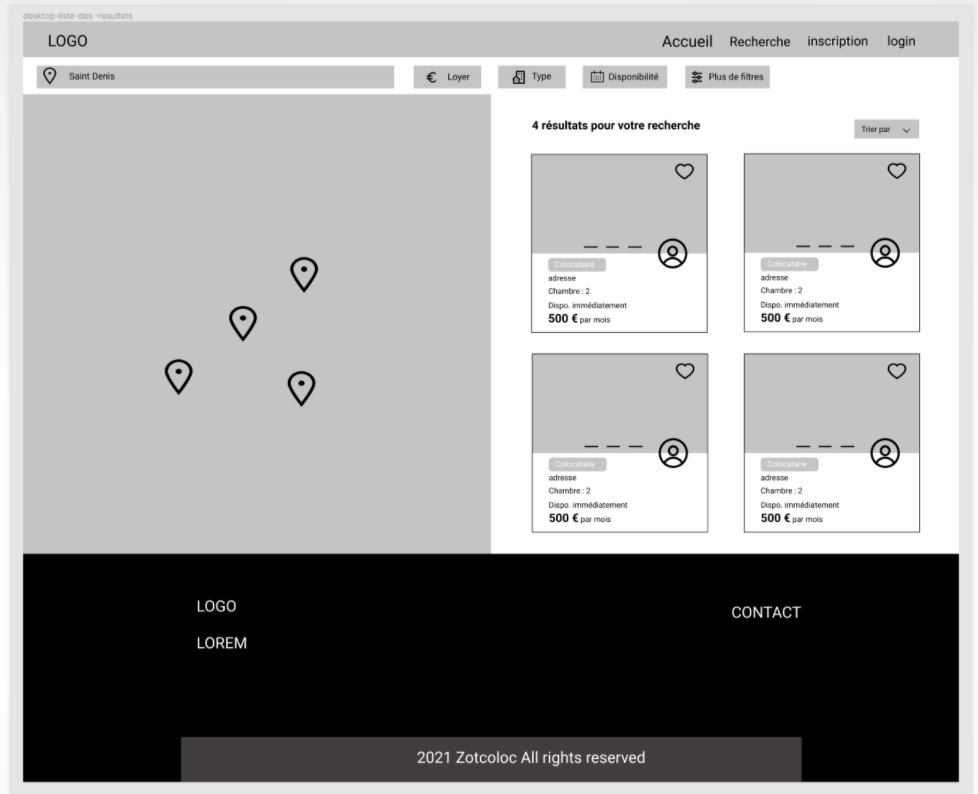 desktop-liste-des -resultats
LOGO
Accueil
Recherche
inscription
login
Saint Denis
€ Loyer
Type
Disponibilité
Plus de filtres
4 résultats pour votre recherche
Trier par
Colocataire
adresse
Chambre : 2
Dispo. immédiatement
500 € par mois
Colocataire
adresse
Chambre : 2
Dispo. immédiatement
500 € par mois
Colocataire
adresse
Chambre : 2
Dispo. immédiatement
500 € par mois
Colocataire
adresse
Chambre : 2
Dispo. immédiatement
500 € par mois
LOGO
LOREM
CONTACT
2021 Zotcoloc All rights reserved